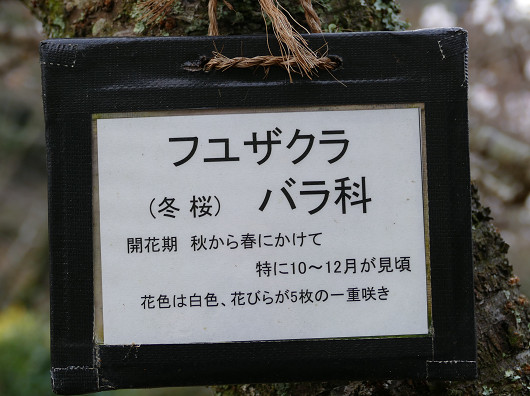 フユザクラ
（冬 桜） バラ科
開花期 秋から春にかけて
特に10～12月が見頃
花色は白色、花びらが5枚の一重咲き